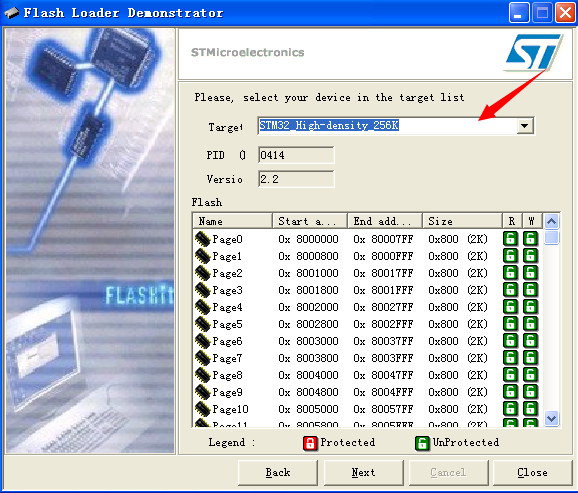 Flash Loader Demonstrator
STMicroelectronics
ST
Please, select your device in the target list
Target STM32_High-density_256K
PID ( 0414
Versio 2.2
Flash
Name Start a... End add... Size R W
Page0 0x 8000000 0x 80007FF 0x800 (2K)
Page1 0x 8000800 0x 8000FFF 0x800 (2K)
Page2 0x 8001000 0x 80017FF 0x800 (2K)
Page3 0x 8001800 0x 8001FFF 0x800 (2K)
Page4 0x 8002000 0x 80027FF 0x800 (2K)
Page5 0x 8002800 0x 8002FFF 0x800 (2K)
Page6 0x 8003000 0x 80037FF 0x800 (2K)
Page7 0x 8003800 0x 8003FFF 0x800 (2K)
Page8 0x 8004000 0x 80047FF 0x800 (2K)
Page9 0x 8004800 0x 8004FFF 0x800 (2K)
Page10 0x 8005000 0x 80057FF 0x800 (2K)
Page11 0x 8005800 0x 8005FFF 0x800 (2K)
Legend : Protected UnProtected
Back Next Cancel Close